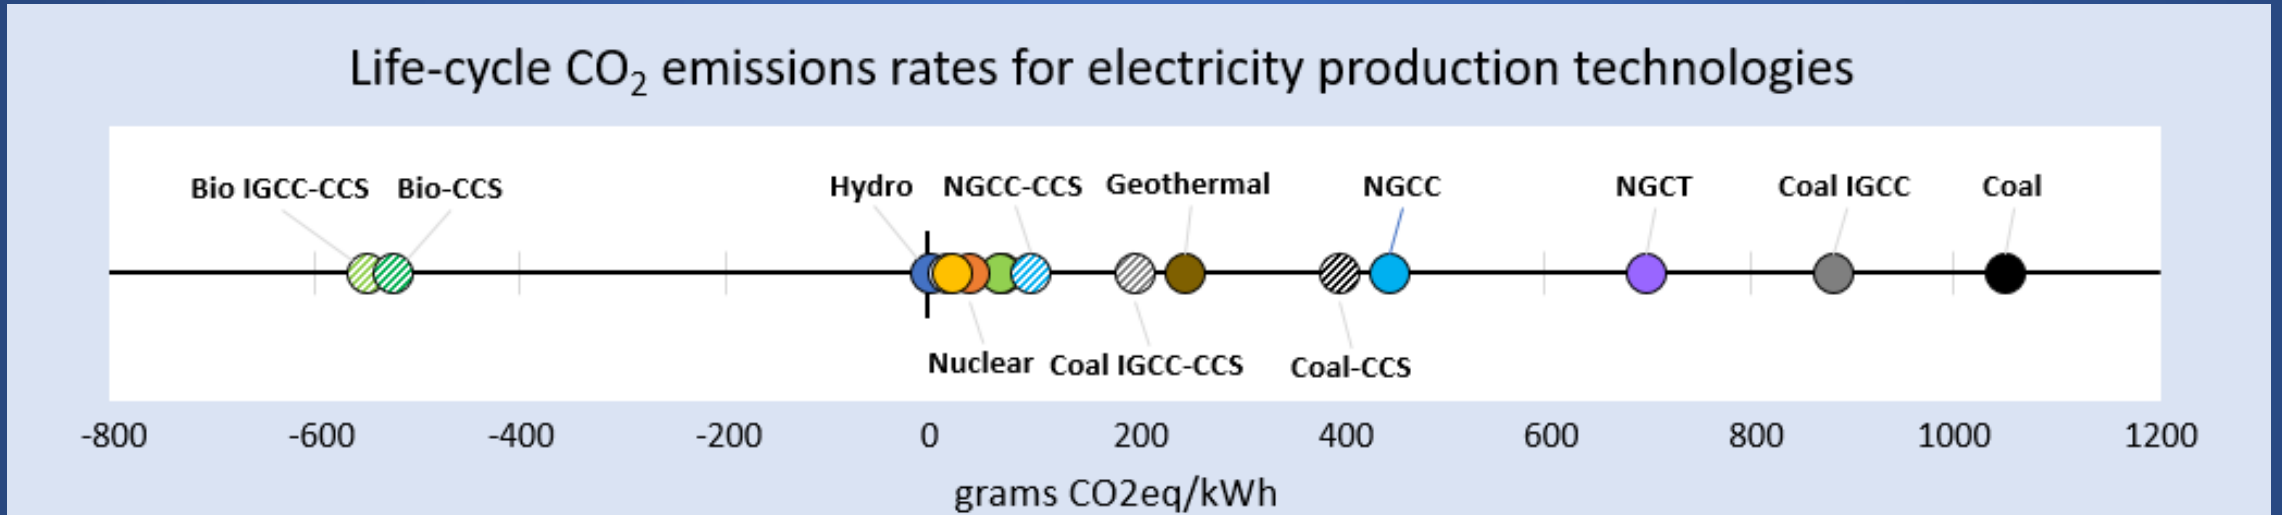 Life-cycle CO₂ emissions rates for electricity production technologies
Bio IGCC-CCS Bio-CCS Hydro NGCC-CCS Geothermal NGCC NGCT Coal IGCC Coal
Nuclear Coal IGCC-CCS Coal-CCS
-800 -600 -400 -200 0 200 400 600 800 1000 1200
grams CO2eq/kWh